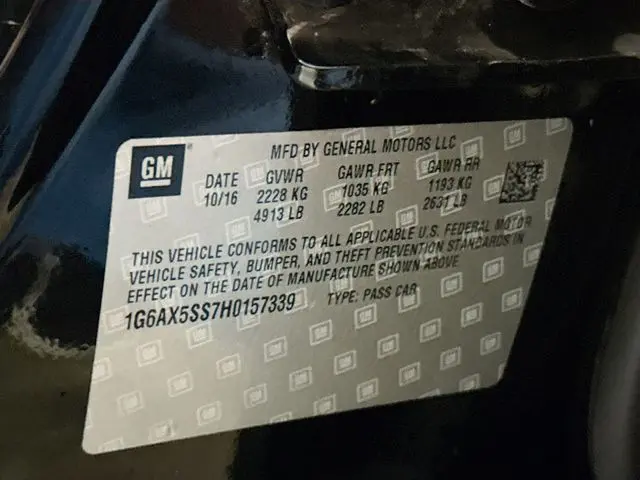 GM
MFD BY GENERAL MOTORS LLC
DATE GVWR GAWR FRT GAWR RR
10/16 2228 KG 1035 KG 1193 KG
4913 LB 2282 LB 2631 LB
THIS VEHICLE CONFORMS TO ALL APPLICABLE U.S. FEDERAL MOTOR
VEHICLE SAFETY, BUMPER, AND THEFT PREVENTION STANDARDS IN
EFFECT ON THE DATE OF MANUFACTURE SHOWN ABOVE
1G6AX5SS7H0157339 TYPE: PASS CAR